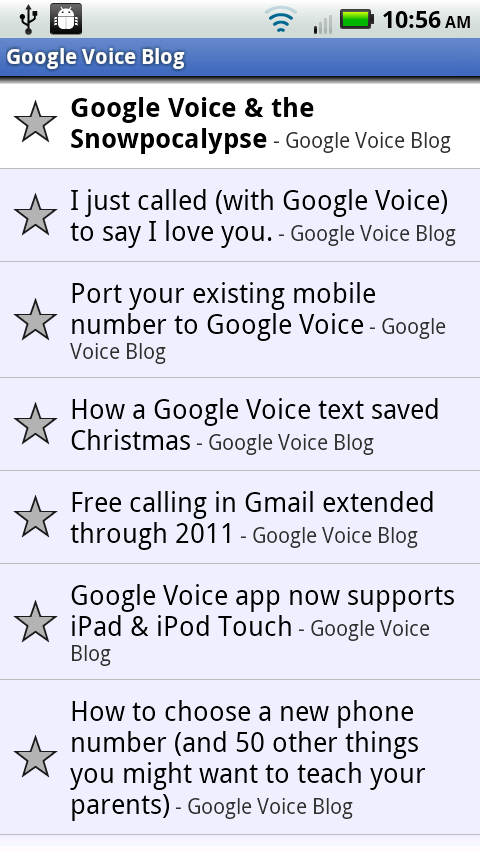 10:56 AM
Google Voice Blog
Google Voice & the
Snowpocalypse - Google Voice Blog
I just called (with Google Voice)
to say I love you. - Google Voice Blog
Port your existing mobile
number to Google Voice - Google
Voice Blog
How a Google Voice text saved
Christmas - Google Voice Blog
Free calling in Gmail extended
through 2011 - Google Voice Blog
Google Voice app now supports
iPad & iPod Touch - Google Voice
Blog
How to choose a new phone
number (and 50 other things
you might want to teach your
parents) - Google Voice Blog